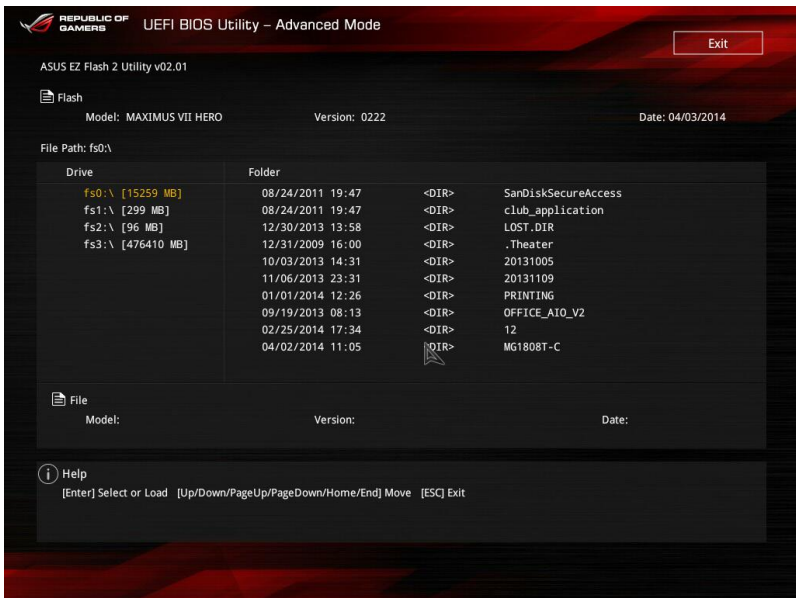 REPUBLIC OF
GAMERS
UEFI BIOS Utility – Advanced Mode
Exit
ASUS EZ Flash 2 Utility v02.01
Flash
Model: MAXIMUS VII HERO Version: 0222 Date: 04/03/2014
File Path: fs0:\
Drive Folder
fs0:\ [15259 MB] 08/24/2011 19:47 <DIR> SanDiskSecureAccess
fs1:\ [299 MB] 08/24/2011 19:47 <DIR> club_application
fs2:\ [96 MB] 12/30/2013 13:58 <DIR> LOST.DIR
fs3:\ [476410 MB] 12/31/2009 16:00 <DIR> .Theater
10/03/2013 14:31 <DIR> 20131005
11/06/2013 23:31 <DIR> 20131109
01/01/2014 12:26 <DIR> PRINTING
09/19/2013 08:13 <DIR> OFFICE_AIO_V2
02/25/2014 17:34 <DIR> 12
04/02/2014 11:05 <DIR> MG1808T-C
File
Model: Version: Date:
Help
[Enter] Select or Load [Up/Down/PageUp/PageDown/Home/End] Move [ESC] Exit